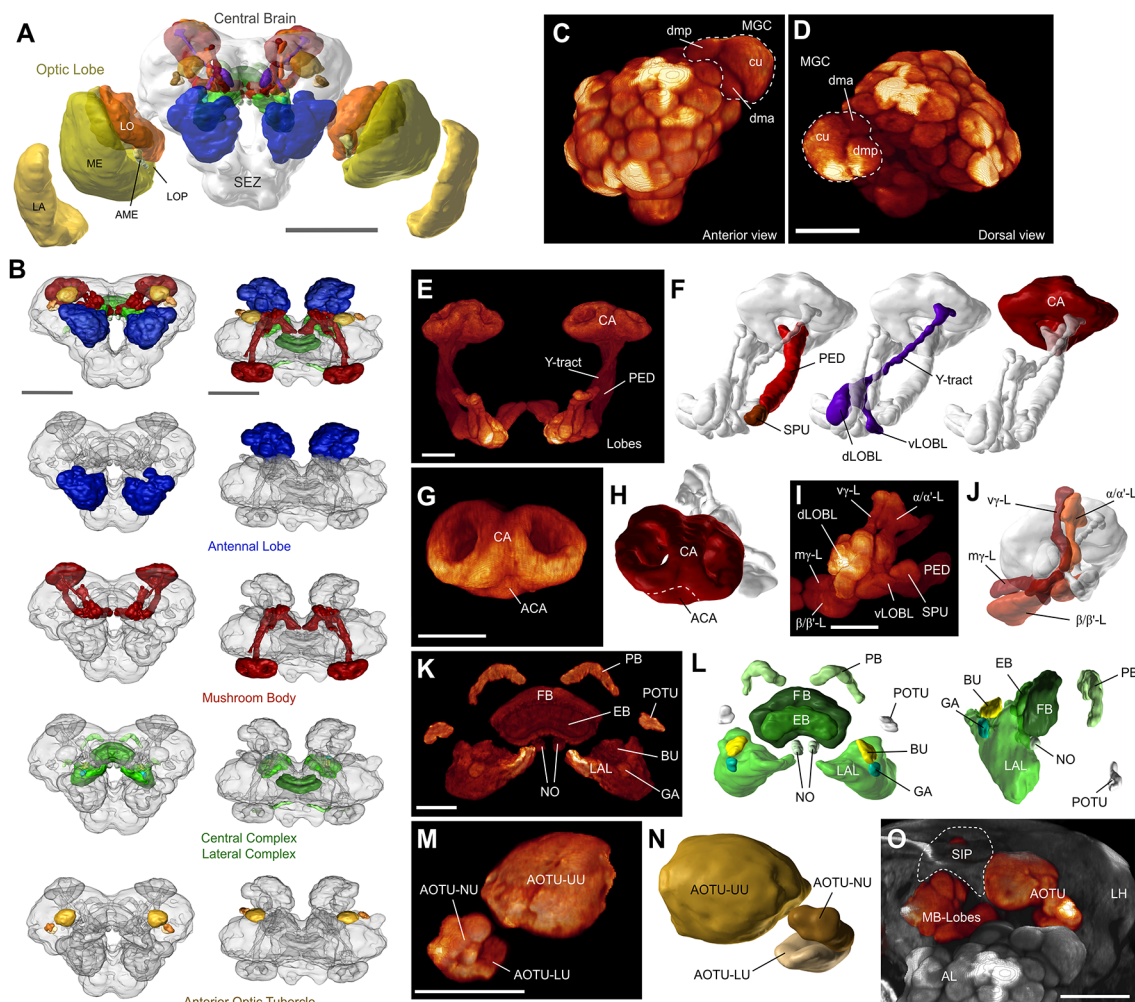 A
Central Brain
Optic Lobe
LO
ME
SEZ
LOP
LA
AME
C
MGC
dmp
cu
dma
Anterior view
D
MGC
dma
cu
dmp
Dorsal view
B
Antennal Lobe
Mushroom Body
Central Complex
Lateral Complex
Anterior Optic Tubercle
E
CA
Y-tract
PED
Lobes
F
CA
PED
Y-tract
SPU
dLOBL
vLOBL
G
CA
ACA
H
CA
ACA
I
vγ-L
α/α'-L
dLOBL
mγ-L
PED
vLOBL
SPU
β/β'-L
J
vγ-L
α/α'-L
mγ-L
β/β'-L
K
PB
FB
POTU
EB
BU
LAL
NO
GA
L
PB
FB
POTU
EB
BU
LAL
NO
GA
EB
PB
BU
GA
FB
NO
LAL
POTU
M
AOTU-UU
AOTU-NU
AOTU-LU
N
AOTU-UU
AOTU-NU
AOTU-LU
O
SIP
AOTU
LH
MB-Lobes
AL